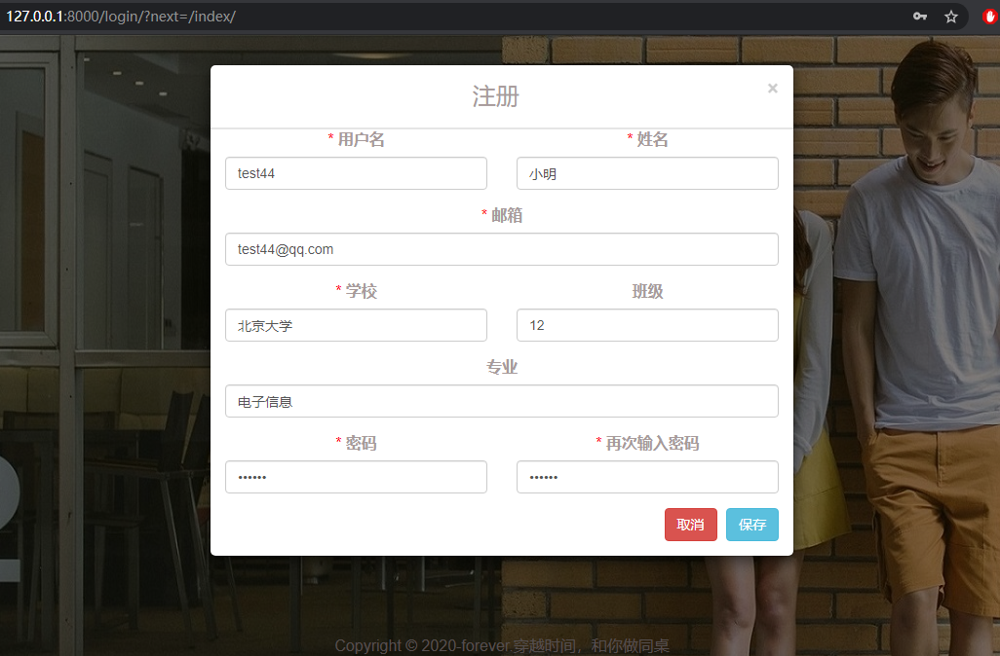 127.0.0.1:8000/login/?next=/index/
注册
×
* 用户名
* 姓名
test44
小明
* 邮箱
test44@qq.com
* 学校
班级
北京大学
12
专业
电子信息
* 密码
* 再次输入密码
••••••
••••••
取消
保存
Copyright © 2020-forever 穿越时间，和你做同桌